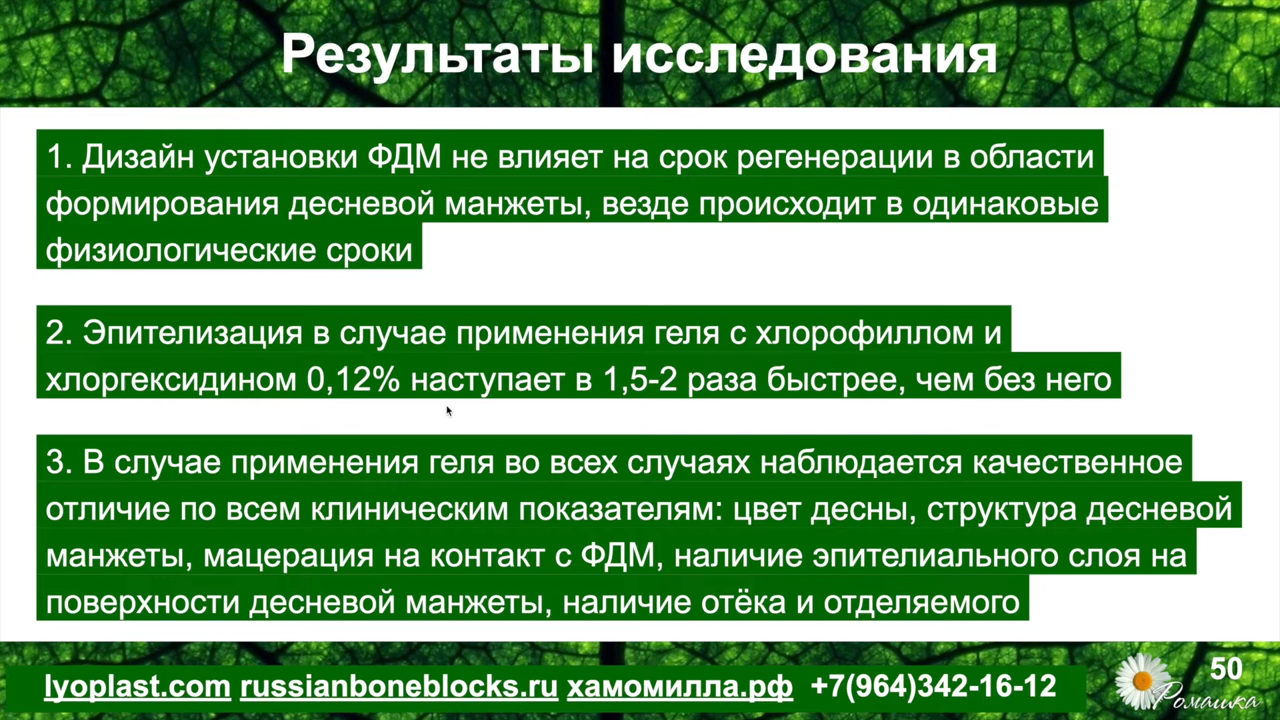 Результаты исследования
1. Дизайн установки ФДМ не влияет на срок регенерации в области
формирования десневой манжеты, везде происходит в одинаковые
физиологические сроки
2. Эпителизация в случае применения геля с хлорофиллом и
хлоргексидином 0,12% наступает в 1,5-2 раза быстрее, чем без него
3. В случае применения геля во всех случаях наблюдается качественное
отличие по всем клиническим показателям: цвет десны, структура десневой
манжеты, мацерация на контакт с ФДМ, наличие эпителиального слоя на
поверхности десневой манжеты, наличие отёка и отделяемого
lyoplast.com russianboneblocks.ru хамомилла.рф +7(964)342-16-12
50
Ромашка